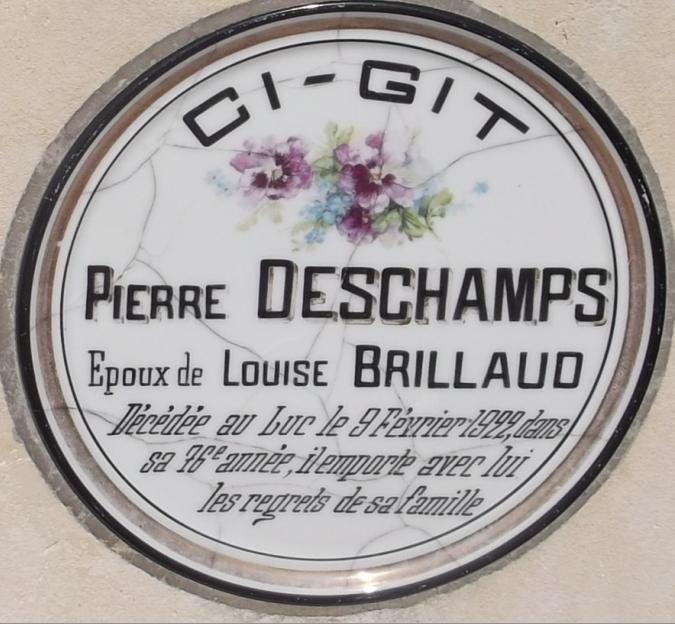 CI-GIT
PIERRE DESCHAMPS
Epoux de LOUISE BRILLAUD
Décédée au Luc le 9 Février 1922, dans
sa 76e année, il emporte avec lui
les regrets de sa famille